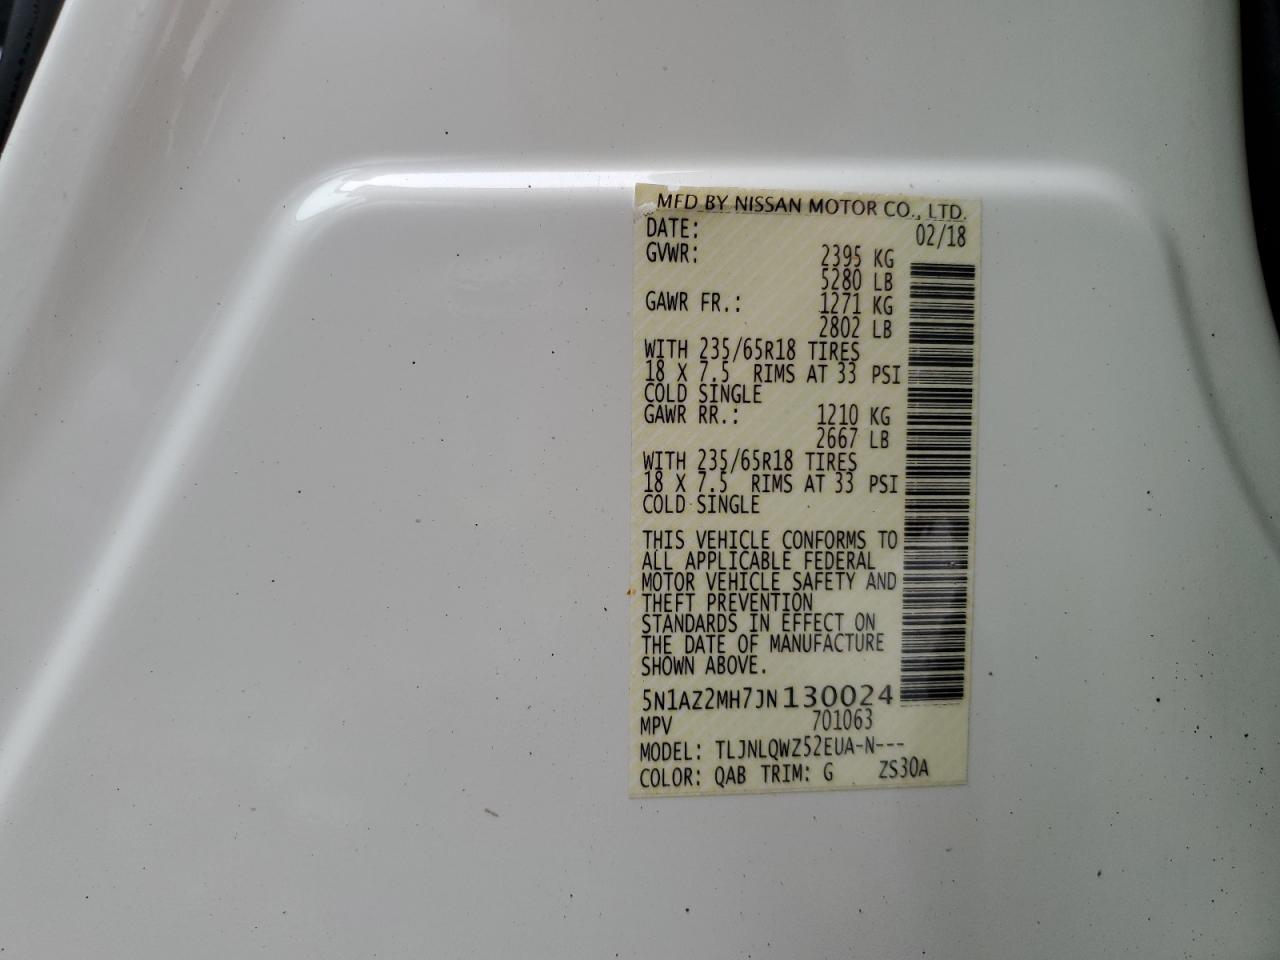 MFD BY NISSAN MOTOR CO., LTD.
DATE: 02/18
GVWR: 2395 KG
5280 LB
GAWR FR.: 1271 KG
2802 LB
WITH 235/65R18 TIRES
18 X 7.5 RIMS AT 33 PSI
COLD SINGLE
GAWR RR.: 1210 KG
2667 LB
WITH 235/65R18 TIRES
18 X 7.5 RIMS AT 33 PSI
COLD SINGLE
THIS VEHICLE CONFORMS TO
ALL APPLICABLE FEDERAL
MOTOR VEHICLE SAFETY AND
THEFT PREVENTION
STANDARDS IN EFFECT ON
THE DATE OF MANUFACTURE
SHOWN ABOVE.
5N1AZ2MH7JN130024
MPV 701063
MODEL: TLJNLQWZ52EUA-N---
COLOR: QAB TRIM: G ZS30A